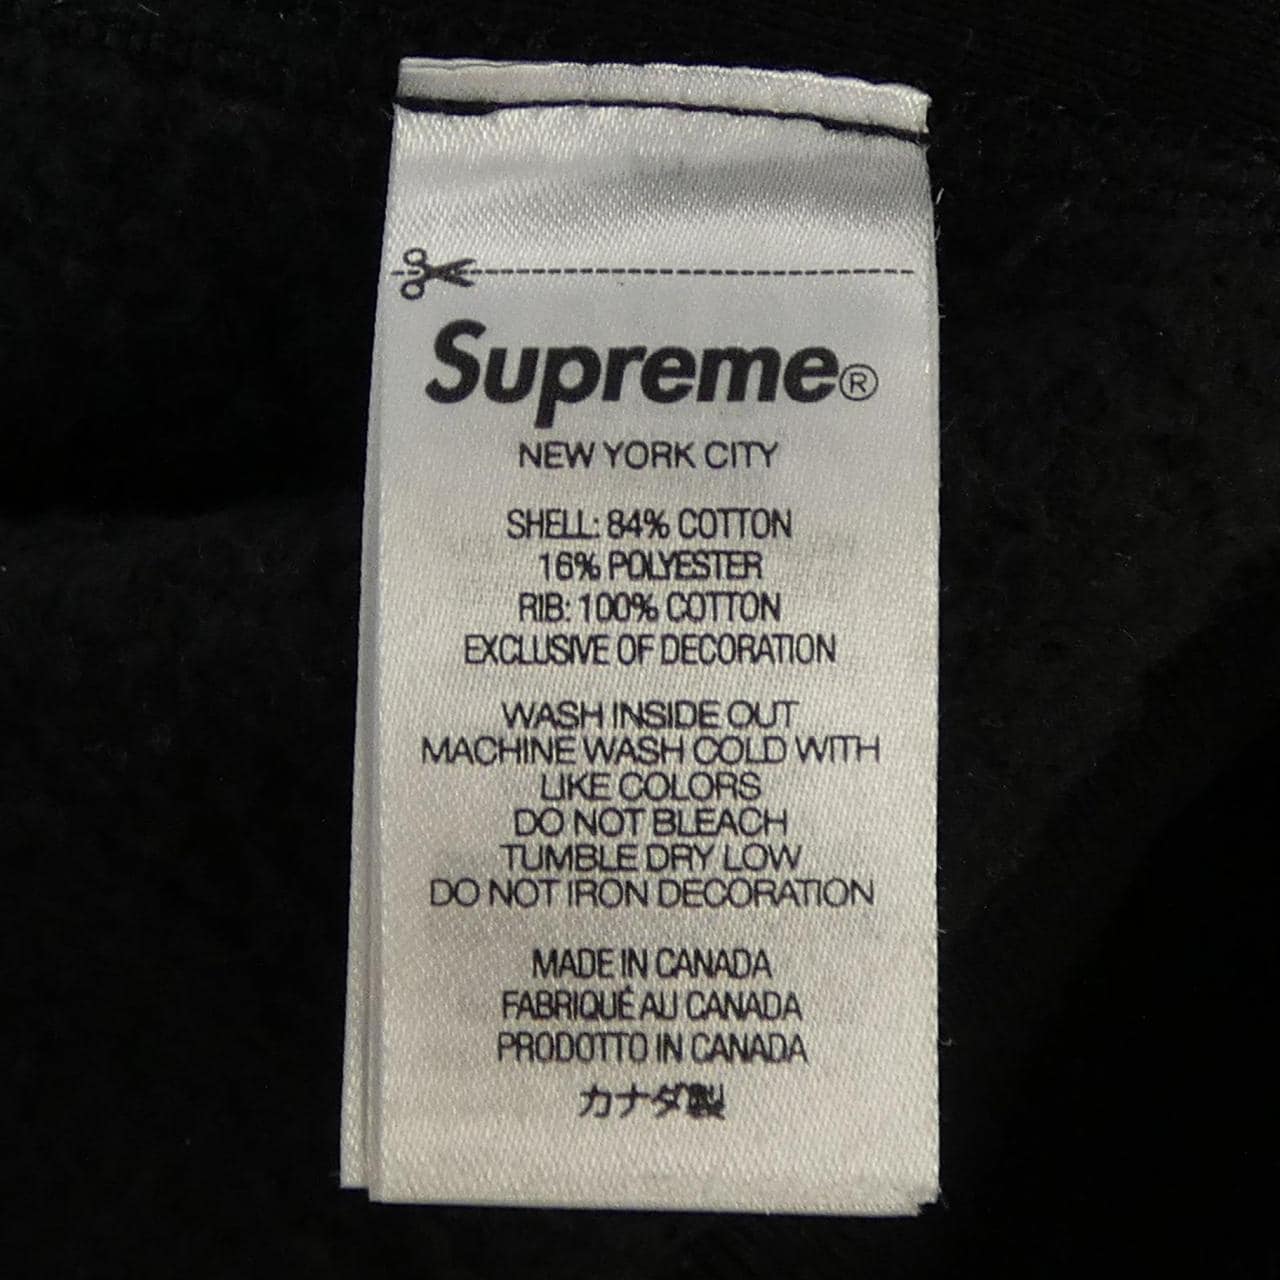 Supreme®
NEW YORK CITY
SHELL: 84% COTTON
16% POLYESTER
RIB: 100% COTTON
EXCLUSIVE OF DECORATION
WASH INSIDE OUT
MACHINE WASH COLD WITH
LIKE COLORS
DO NOT BLEACH
TUMBLE DRY LOW
DO NOT IRON DECORATION
MADE IN CANADA
FABRIQUÉ AU CANADA
PRODOTTO IN CANADA
カナダ製